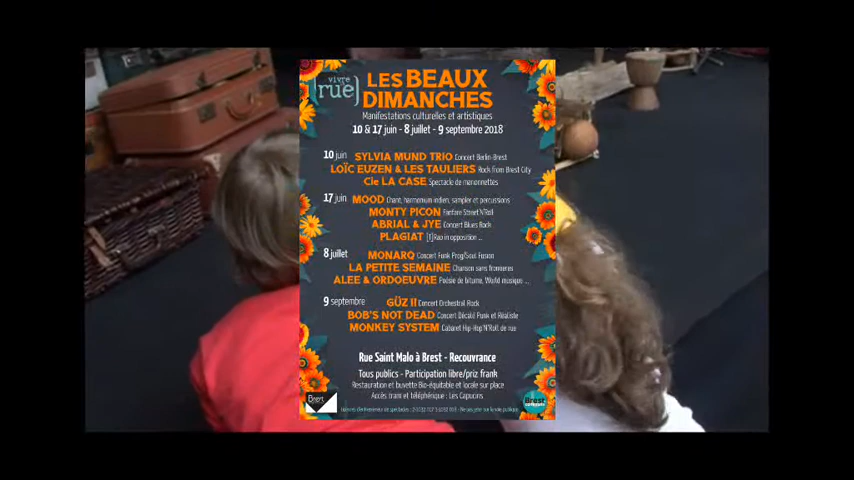 vivre
[rue]
LES BEAUX
DIMANCHES
Manifestations culturelles et artistiques
10 & 17 juin - 8 juillet - 9 septembre 2018
10 juin SYLVIA MUND TRIO Concert Berlin-Brest
LOÏC EUZEN & LES TAULIERS Rock from Brest City
Cie LA CASE Spectacle de marionnettes
17 juin MOOD Chant, harmonium indien, sampler et percussions
MONTY PICON Fanfare Street'N'Roll
ABRIAL & JYE Concert Blues Rock
PLAGIAT [†] Rap in opposition ...
8 juillet MONARQ Concert Funk Prog/Soul Fusion
LA PETITE SEMAINE Chanson sans frontières
ALEE & ORDOEUVRE Poésie de bitume, World musique ...
9 septembre GÜZ II Concert Orchestral Rock
BOB'S NOT DEAD Concert Décalé Punk et Réaliste
MONKEY SYSTEM Cabaret Hip-Hop'N'Roll de rue
Rue Saint Malo à Brest - Recouvrance
Tous publics - Participation libre/priz frank
Restauration et buvette Bio-équitable et locale sur place
Accès tram et téléphérique : Les Capucins
Brest
Brest